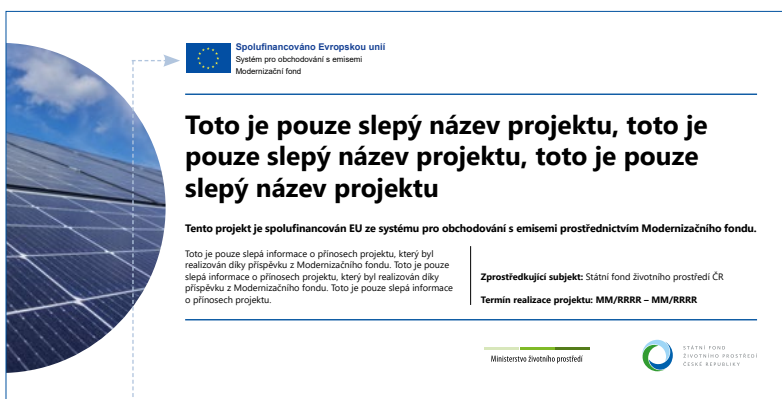 Spolufinancováno Evropskou unií
Systém pro obchodování s emisemi
Modernizační fond
Toto je pouze slepý název projektu, toto je
pouze slepý název projektu, toto je pouze
slepý název projektu
Tento projekt je spolufinancován EU ze systému pro obchodování s emisemi prostřednictvím Modernizačního fondu.
Toto je pouze slepá informace o přínosech projektu, který byl
realizován díky příspěvku z Modernizačního fondu. Toto je pouze
slepá informace o přínosech projektu, který byl realizován díky
příspěvku z Modernizačního fondu. Toto je pouze slepá informace
o přínosech projektu.
Zprostředkující subjekt: Státní fond životního prostředí ČR
Termín realizace projektu: MM/RRRR – MM/RRRR
Ministerstvo životního prostředí
STÁTNÍ FOND
ŽIVOTNÍHO PROSTŘEDÍ
ČESKÉ REPUBLIKY